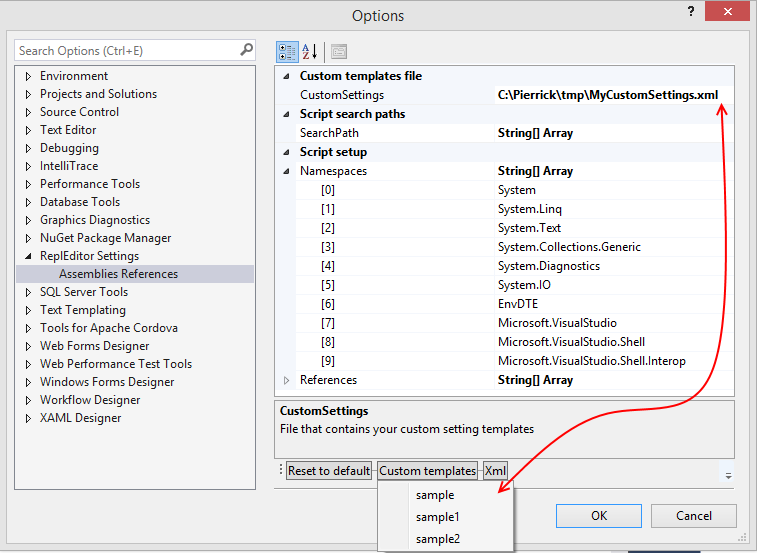 Options
?
Search Options (Ctrl+E)
Environment
Projects and Solutions
Source Control
Text Editor
Debugging
IntelliTrace
Performance Tools
Database Tools
Graphics Diagnostics
NuGet Package Manager
ReplEditor Settings
Assemblies References
SQL Server Tools
Text Templating
Tools for Apache Cordova
Web Forms Designer
Web Performance Test Tools
Windows Forms Designer
Workflow Designer
XAML Designer
Custom templates file
CustomSettings C:\Pierrick\tmp\MyCustomSettings.xml
Script search paths
SearchPath String[] Array
Script setup
Namespaces String[] Array
[0] System
[1] System.Linq
[2] System.Text
[3] System.Collections.Generic
[4] System.Diagnostics
[5] System.IO
[6] EnvDTE
[7] Microsoft.VisualStudio
[8] Microsoft.VisualStudio.Shell
[9] Microsoft.VisualStudio.Shell.Interop
References String[] Array
CustomSettings
File that contains your custom setting templates
Reset to default Custom templates Xml
sample
sample1
sample2
OK Cancel